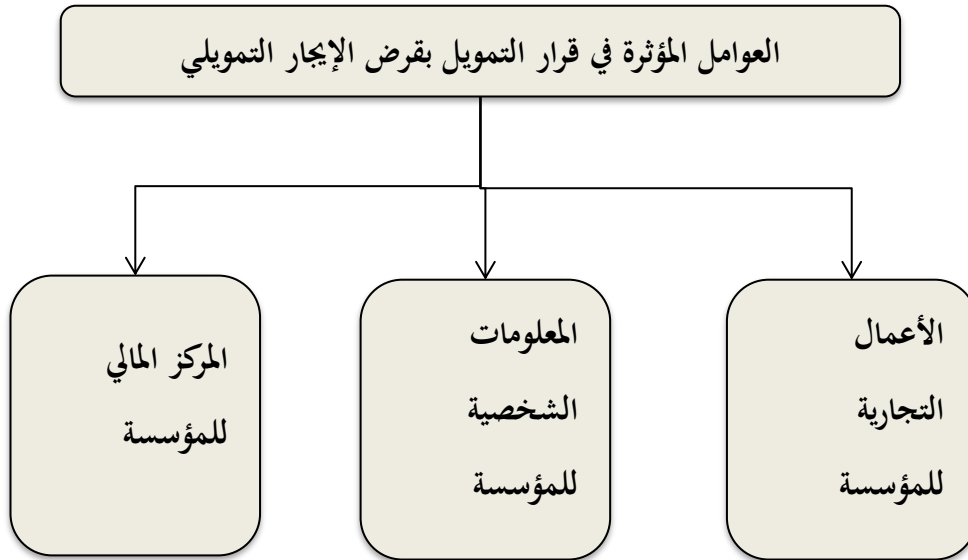 العوامل المؤثرة في قرار التمويل بقرض الإيجار التمويلي
الأعمال
التجارية
للمؤسسة
المعلومات
الشخصية
للمؤسسة
المركز المالي
للمؤسسة